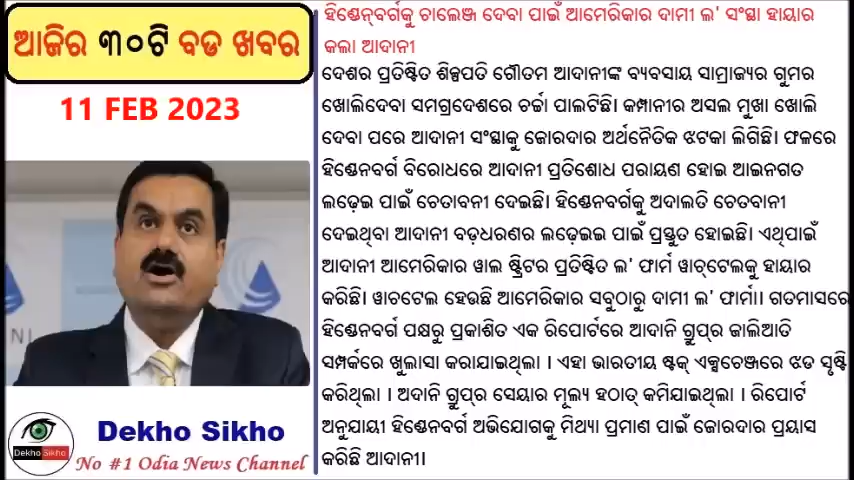 ଆଜିର ୩୦ଟି ବଡ ଖବର
11 FEB 2023
Dekho Sikho
Dekho Sikho
No #1 Odia News Channel
ହିଣ୍ଡେନ୍‌ବର୍ଗକୁ ଚାଲେଞ୍ଜ ଦେବା ପାଇଁ ଆମେରିକାର ଦାମୀ ଲ' ସଂସ୍ଥା ହାୟାର
କଲା ଆଦାନୀ
ଦେଶର ପ୍ରତିଷ୍ଟିତ ଶିଳ୍ପପତି ଗୌତମ ଆଦାନୀଙ୍କ ବ୍ୟବସାୟ ସାମ୍ରାଜ୍ୟର ଗୁମର
ଖୋଲିଦେବା ସମଗ୍ରଦେଶରେ ଚର୍ଚ୍ଚା ପାଲଟିଛି। କମ୍ପାନୀର ଅସଲ ମୁଖା ଖୋଲି
ଦେବା ପରେ ଆଦାନୀ ସଂସ୍ଥାକୁ ଜୋରଦାର ଅର୍ଥନୈତିକ ଝଟକା ଲିଗିଛି। ଫଳରେ
ହିଣ୍ଡେନବର୍ଗ ବିରୋଧରେ ଆଦାନୀ ପ୍ରତିଶୋଧ ପରାୟଣ ହୋଇ ଆଇନଗତ
ଲଢ଼େଇ ପାଇଁ ଚେତାବନୀ ଦେଇଛି। ହିଣ୍ଡେନବର୍ଗକୁ ଅଦାଲତି ଚେତବାନୀ
ଦେଇଥିବା ଆଦାନୀ ବଡ଼ଧରଣର ଲଢ଼େଇଇ ପାଇଁ ପ୍ରସ୍ତୁତ ହୋଇଛି। ଏଥିପାଇଁ
ଆଦାନୀ ଆମେରିକାର ୱାଲ ଷ୍ଟ୍ରିଟର ପ୍ରତିଷ୍ଟିତ ଲ' ଫାର୍ମ ୱାଚ୍‌ଟେଲକୁ ହାୟାର
କରିଛି। ୱାଚଟେଲ ହେଉଛି ଆମେରିକାର ସବୁଠାରୁ ଦାମୀ ଲ' ଫାର୍ମ।। ଗତମାସରେ
ହିଣ୍ଡେନବର୍ଗ ପକ୍ଷରୁ ପ୍ରକାଶିତ ଏକ ରିପୋର୍ଟରେ ଆଦାନି ଗ୍ରୁପ୍‌ର ଜାଲିଆତି
ସମ୍ପର୍କରେ ଖୁଲାସା କରାଯାଇଥିଲା । ଏହା ଭାରତୀୟ ଷ୍ଟକ୍ ଏକ୍ସଚେଞ୍ଜରେ ଝଡ ସୃଷ୍ଟି
କରିଥିଲା । ଅଦାନି ଗ୍ରୁପ୍‌ର ସେୟାର ମୂଲ୍ୟ ହଠାତ୍ କମିଯାଇଥିଲା । ରିପୋର୍ଟ
ଅନୁଯାୟୀ ହିଣ୍ଡେନବର୍ଗ ଅଭିଯୋଗକୁ ମିଥ୍ୟା ପ୍ରମାଣ ପାଇଁ ଜୋରଦାର ପ୍ରୟାସ
କରିଛି ଆଦାନୀ।